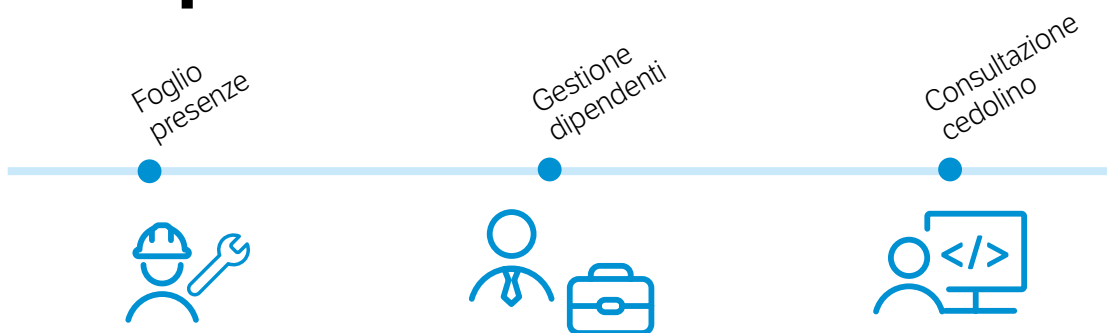 Foglio
presenze
Gestione
dipendenti
Consultazione
cedolino
</>